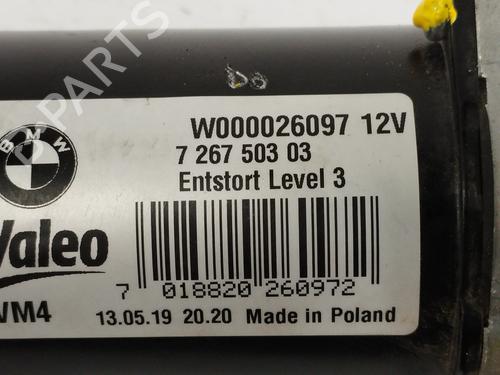 BMW
W000026097 12V
7 267 503 03
Entstort Level 3
Valeo
7 018820 260972
WM4
13.05.19 20.20 Made in Poland